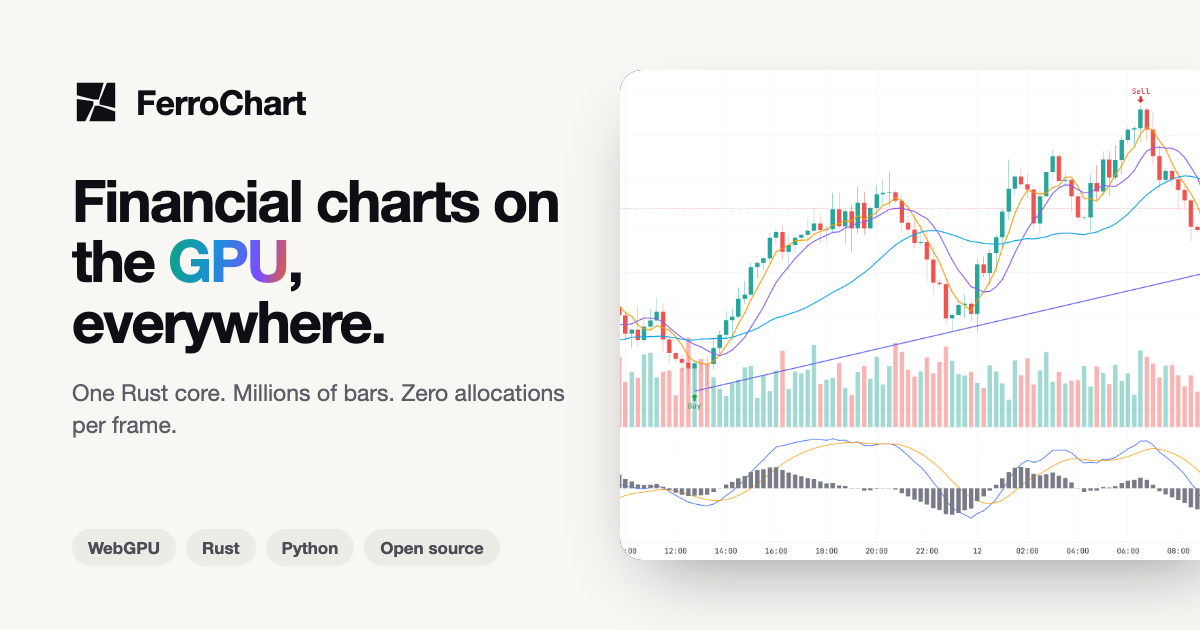 FerroChart
Financial charts on
the GPU,
everywhere.
One Rust core. Millions of bars. Zero allocations
per frame.
WebGPU Rust Python Open source
Sell
Buy
:00 12:00 14:00 16:00 18:00 20:00 22:00 12 02:00 04:00 06:00 08:00